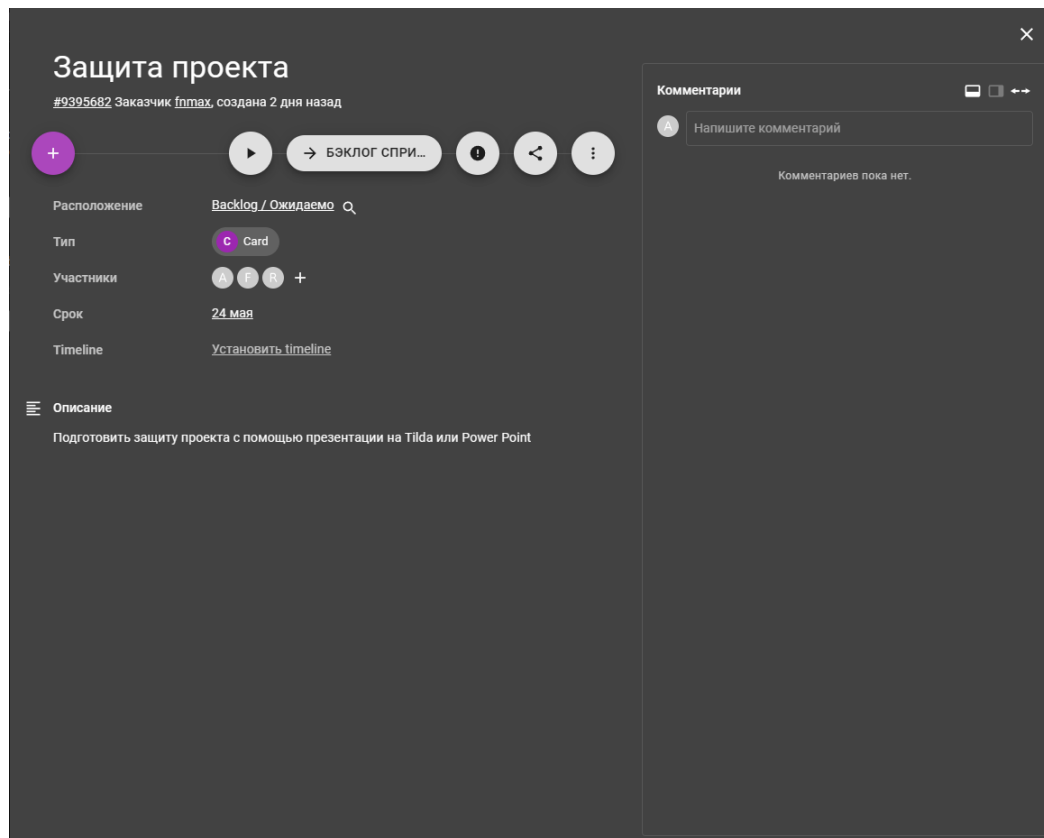 Защита проекта
#9395682 Заказчик fnmax, создана 2 дня назад
БЭКЛОГ СПРИ...
Расположение Backlog / Ожидаемо
Тип C Card
Участники A F R +
Срок 24 мая
Timeline Установить timeline
Описание
Подготовить защиту проекта с помощью презентации на Tilda или Power Point
Комментарии
A Напишите комментарий
Комментариев пока нет.